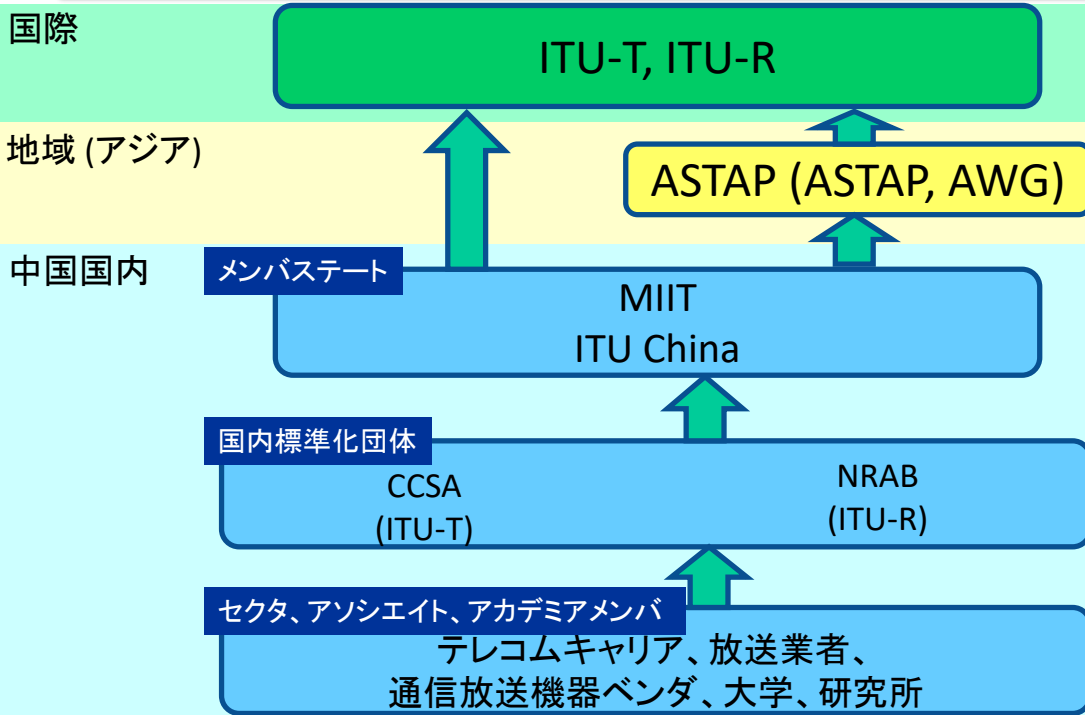 国際
ITU-T, ITU-R
地域 (アジア)
ASTAP (ASTAP, AWG)
中国国内
メンバステート
MIIT
ITU China
国内標準化団体
CCSA
(ITU-T)
NRAB
(ITU-R)
セクタ、アソシエイト、アカデミアメンバ
テレコムキャリア、放送業者、
通信放送機器ベンダ、大学、研究所